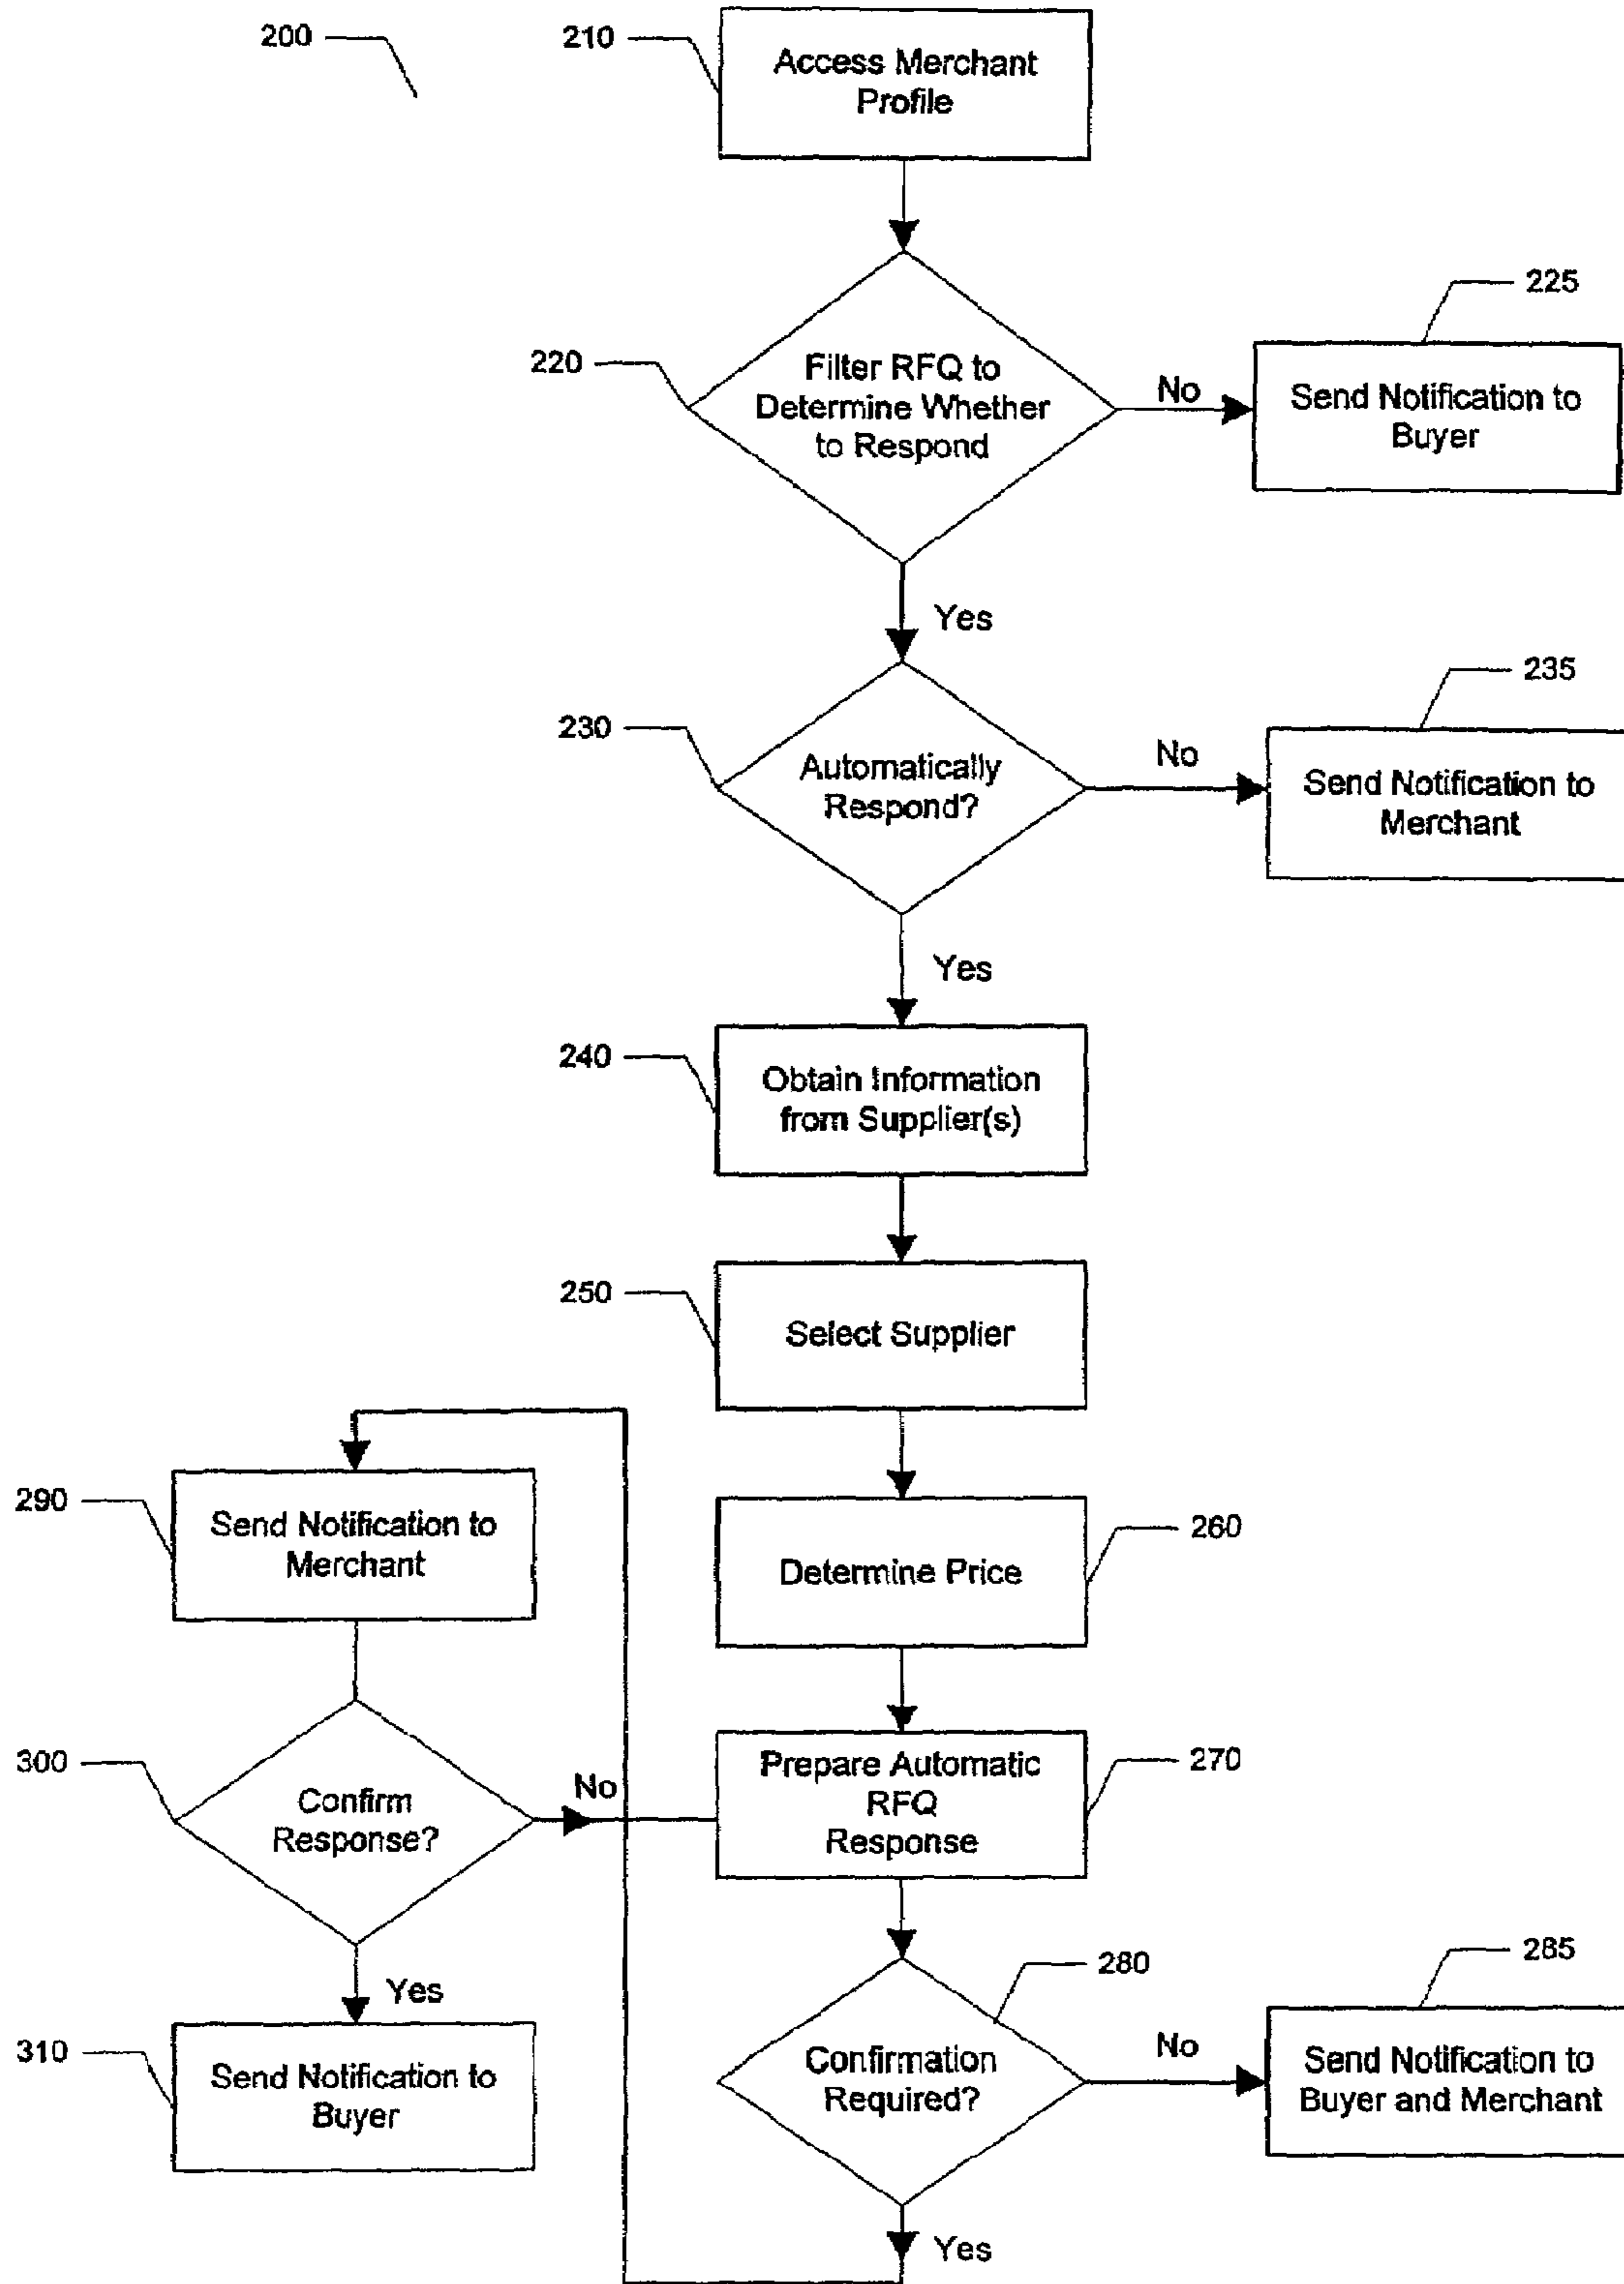 200
210
Access Merchant
Profile
220
Filter RFQ to
Determine Whether
to Respond
No
225
Send Notification to
Buyer
Yes
230
Automatically
Respond?
No
235
Send Notification to
Merchant
Yes
240
Obtain Information
from Supplier(s)
250
Select Supplier
290
Send Notification to
Merchant
260
Determine Price
300
Confirm
Response?
No
270
Prepare Automatic
RFQ
Response
Yes
310
Send Notification to
Buyer
280
Confirmation
Required?
No
285
Send Notification to
Buyer and Merchant
Yes